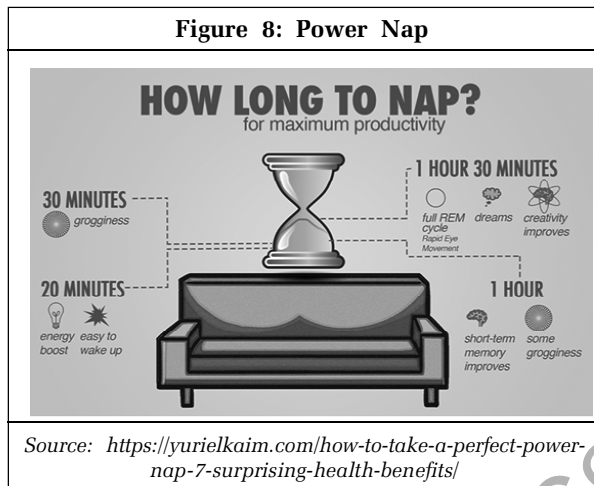 Figure 8: Power Nap
HOW LONG TO NAP?
for maximum productivity
30 MINUTES
grogginess
20 MINUTES
energy
boost
easy to
wake up
1 HOUR 30 MINUTES
full REM
cycle
Rapid Eye
Movement
dreams
creativity
improves
1 HOUR
short-term
memory
improves
some
grogginess
Source: https://yurielkaim.com/how-to-take-a-perfect-power-
nap-7-surprising-health-benefits/